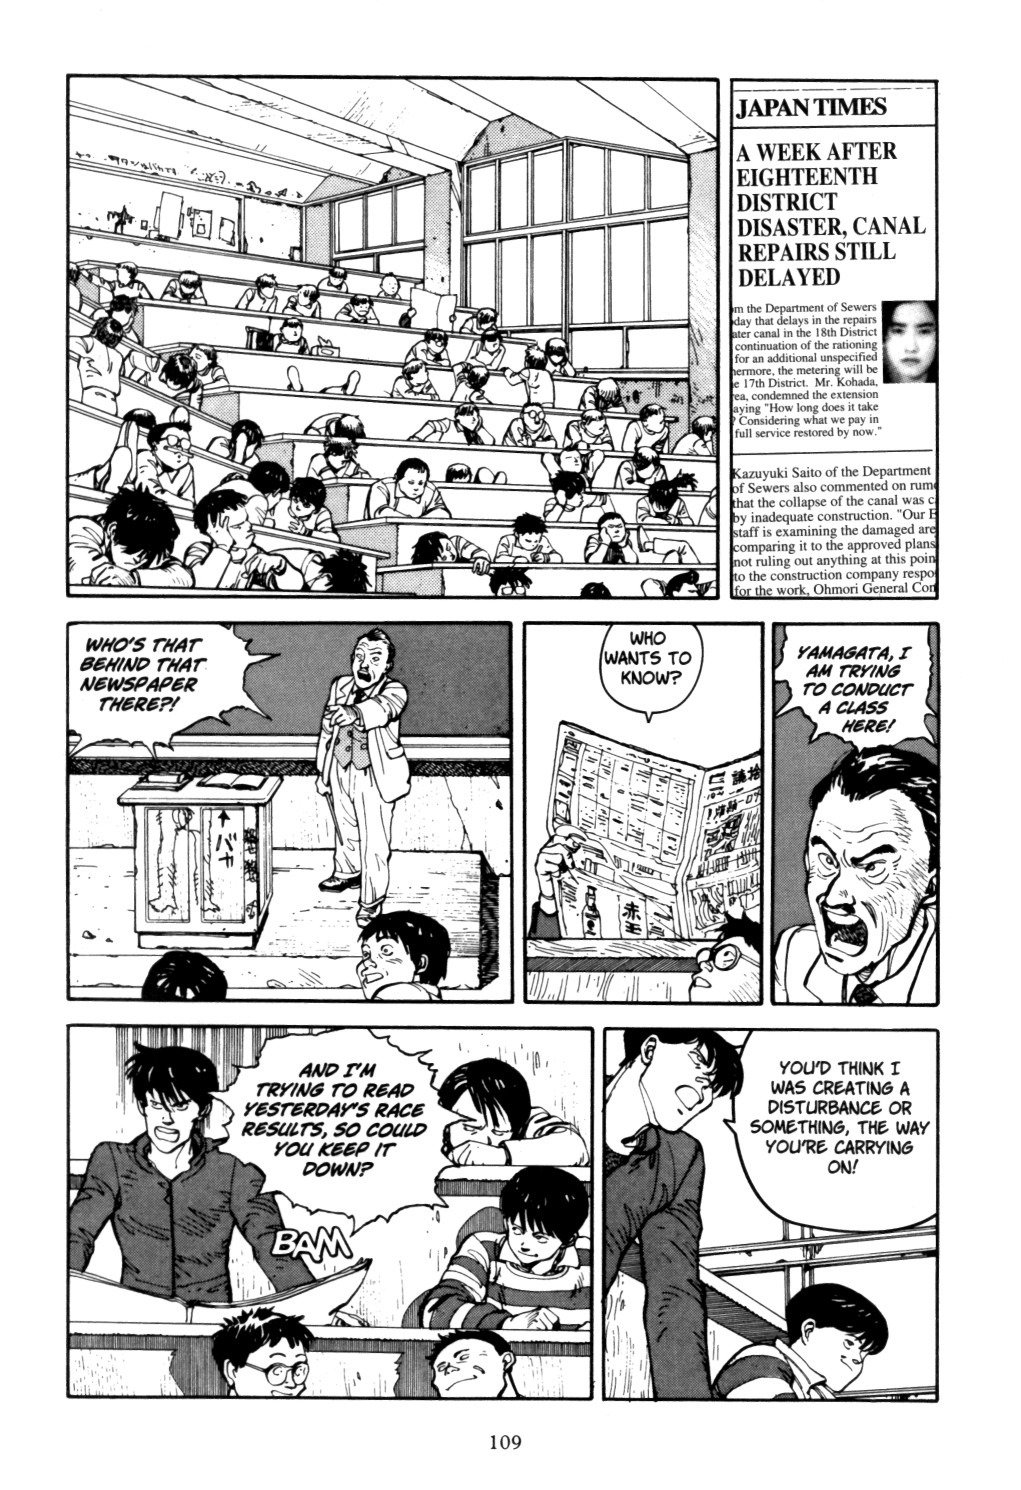 JAPAN TIMES
A WEEK AFTER
EIGHTEENTH
DISTRICT
DISASTER, CANAL
REPAIRS STILL
DELAYED
m the Department of Sewers
day that delays in the repairs
ater canal in the 18th District
continuation of the rationing
for an additional unspecified
hermore, the metering will be
e 17th District. Mr. Kohada,
rea, condemned the extension
aying "How long does it take
? Considering what we pay in
full service restored by now."
Kazuyuki Saito of the Department
of Sewers also commented on rum
that the collapse of the canal was c
by inadequate construction. "Our E
staff is examining the damaged are
comparing it to the approved plans
not ruling out anything at this poin
to the construction company respo
for the work, Ohmori General Con
WHO'S THAT
BEHIND THAT
NEWSPAPER
THERE?!
バカ
WHO
WANTS TO
KNOW?
赤玉
YAMAGATA, I
AM TRYING
TO CONDUCT
A CLASS
HERE!
AND I'M
TRYING TO READ
YESTERDAY'S RACE
RESULTS, SO COULD
YOU KEEP IT
DOWN?
BAM
YOU'D THINK I
WAS CREATING A
DISTURBANCE OR
SOMETHING, THE WAY
YOU'RE CARRYING
ON!
109